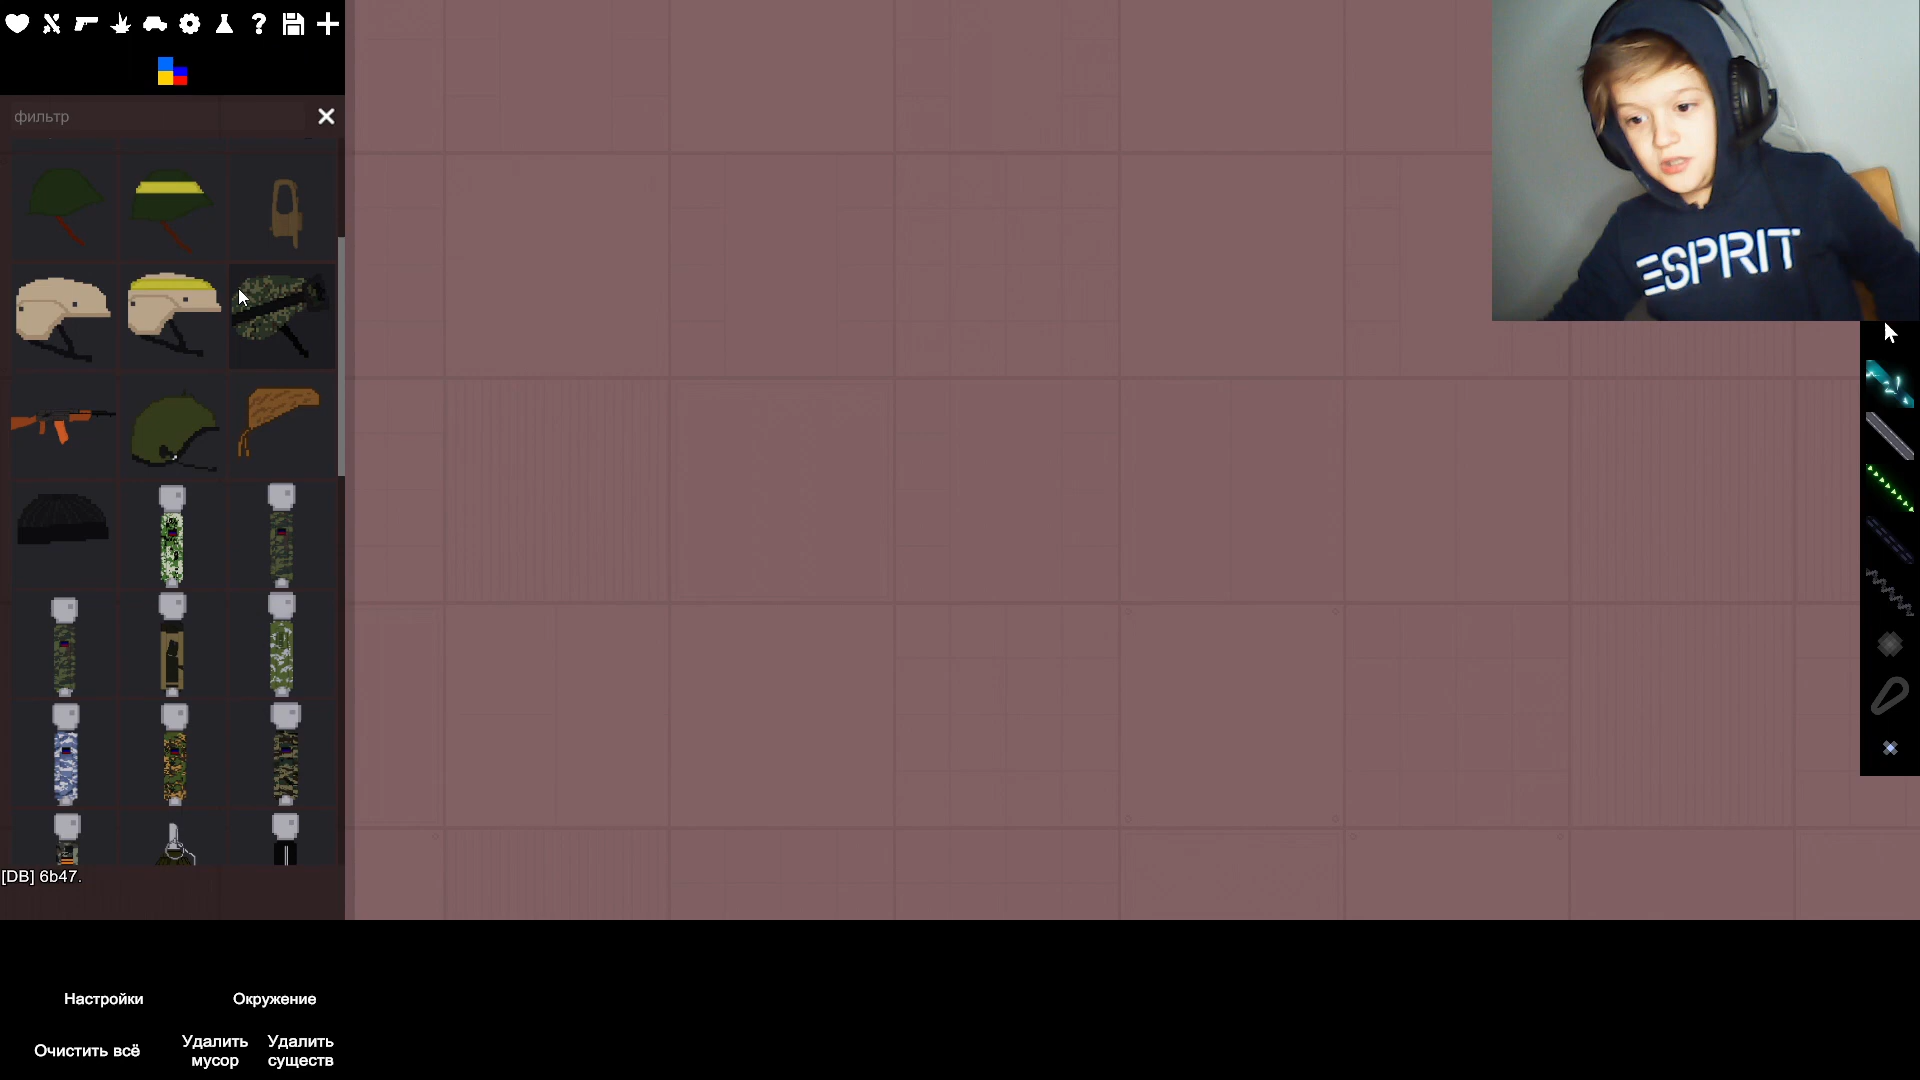 фильтр
ESPRIT
[DB] 6b47.
Настройки
Окружение
Очистить всё
Удалить мусор
Удалить существ